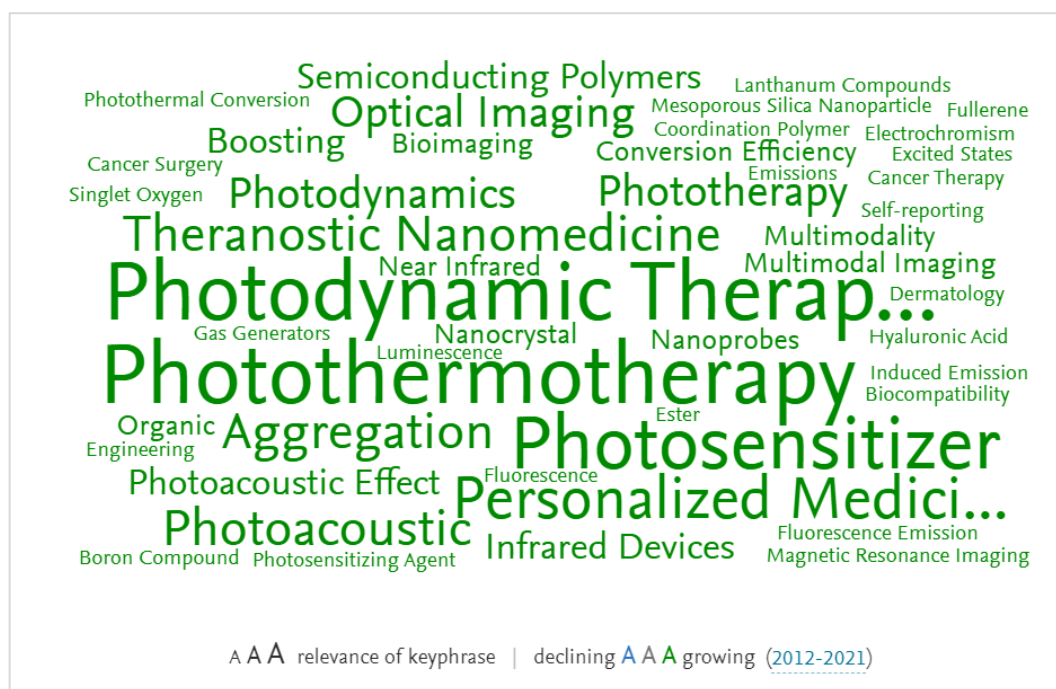 Semiconducting Polymers
Lanthanum Compounds
Photothermal Conversion
Optical Imaging
Mesoporous Silica Nanoparticle
Fullerene
Boosting
Bioimaging
Coordination Polymer
Electrochromism
Cancer Surgery
Conversion Efficiency
Excited States
Singlet Oxygen
Photodynamics
Phototherapy
Emissions
Cancer Therapy
Self-reporting
Theranostic Nanomedicine
Multimodality
Near Infrared
Multimodal Imaging
Photodynamic Therap...
Dermatology
Gas Generators
Nanocrystal
Nanoprobes
Hyaluronic Acid
Luminescence
Photothermotherapy
Induced Emission
Biocompatibility
Organic
Aggregation
Ester
Photosensitizer
Engineering
Photoacoustic Effect
Fluorescence
Personalized Medici...
Photoacoustic
Infrared Devices
Fluorescence Emission
Boron Compound
Photosensitizing Agent
Magnetic Resonance Imaging
A A A relevance of keyphrase | declining A A A growing (2012-2021)